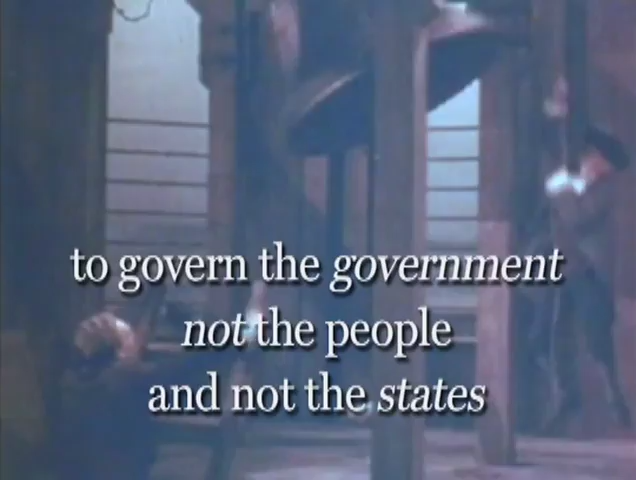 to govern the government
not the people
and not the states